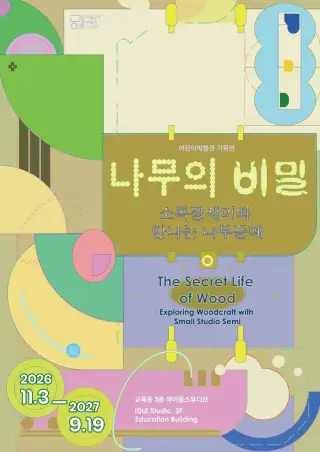 어린이박물관 기획전
나무의 비밀
소목장세미와
만나는 나무공예
The Secret Life
of Wood
Exploring Woodcraft with
Small Studio Semi
2026
11.3—
2027
9.19
교육동 3층 아이들스튜디오
IDLE Studio, 3F,
Education Building